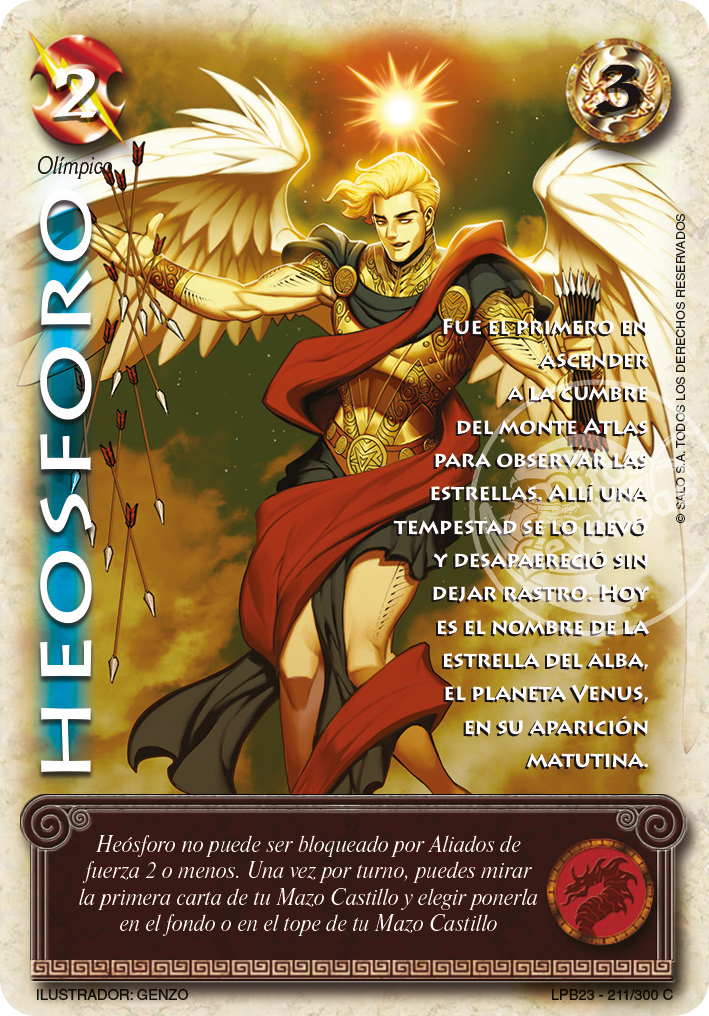 2
3
Olímpico
HEOSFORO
Fue el primero en
ascender
a la cumbre
del monte Atlas
para observar las
estrellas. Allí una
tempestad se lo llevó
y desapaereció sin
dejar rastro. Hoy
es el nombre de la
estrella del alba,
el planeta Venus,
en su aparición
matutina.
© SALO S.A. TODOS LOS DERECHOS RESERVADOS
Heósforo no puede ser bloqueado por Aliados de
fuerza 2 o menos. Una vez por turno, puedes mirar
la primera carta de tu Mazo Castillo y elegir ponerla
en el fondo o en el tope de tu Mazo Castillo
ILUSTRADOR: GENZO
LPB23 - 211/300 C